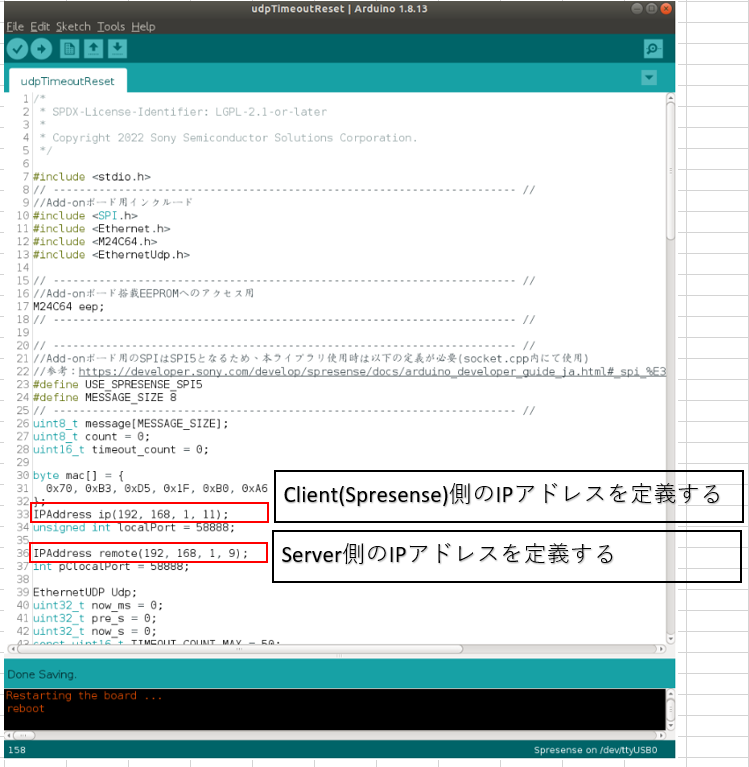 udpTimeoutReset | Arduino 1.8.13
File Edit Sketch Tools Help
udpTimeoutReset
1 /*
2 * SPDX-License-Identifier: LGPL-2.1-or-later
3 *
4 * Copyright 2022 Sony Semiconductor Solutions Corporation.
5 */
6
7 #include <stdio.h>
8 // ---------------------------------------------------------------- //
9 //Add-onボード用インクルード
10 #include <SPI.h>
11 #include <Ethernet.h>
12 #include <M24C64.h>
13 #include <EthernetUdp.h>
14
15 // ---------------------------------------------------------------- //
16 //Add-onボード搭載EEPROMへのアクセス用
17 M24C64 eep;
18 // ---------------------------------------------------------------- //
19
20 // ---------------------------------------------------------------- //
21 //Add-onボード用のSPIはSPI5となるため、本ライブラリ使用時は以下の定義が必要(socket.cpp内にて使用)
22 //参考：https://developer.sony.com/develop/spresense/docs/arduino_developer_guide_ja.html#_spi_%E3
23 #define USE_SPRESENSE_SPI5
24 #define MESSAGE_SIZE 8
25 // ---------------------------------------------------------------- //
26 uint8_t message[MESSAGE_SIZE];
27 uint8_t count = 0;
28 uint16_t timeout_count = 0;
29
30 byte mac[] = {
31 0x70, 0xB3, 0xD5, 0x1F, 0xB0, 0xA6
32 };
Client(Spresense)側のIPアドレスを定義する
33 IPAddress ip(192, 168, 1, 11);
34 unsigned int localPort = 58888;
35
Server側のIPアドレスを定義する
36 IPAddress remote(192, 168, 1, 9);
37 int pClocalPort = 58888;
38
39 EthernetUDP Udp;
40 uint32_t now_ms = 0;
41 uint32_t pre_s = 0;
42 uint32_t now_s = 0;
43 const uint16_t TIMEOUT_COUNT_MAX = 50;
Done Saving.
Restarting the board ...
reboot
158 Spresense on /dev/ttyUSB0